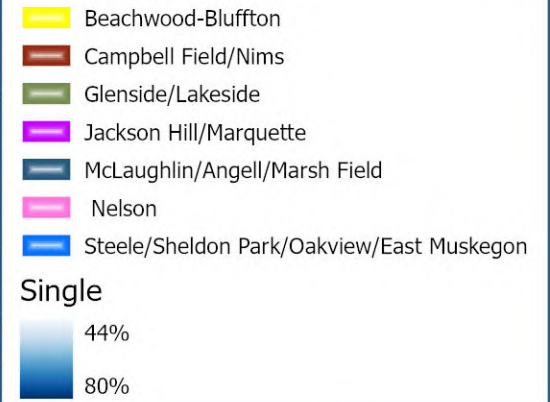 Beachwood-Bluffton
Campbell Field/Nims
Glenside/Lakeside
Jackson Hill/Marquette
McLaughlin/Angell/Marsh Field
Nelson
Steele/Sheldon Park/Oakview/East Muskegon
Single
44%
80%